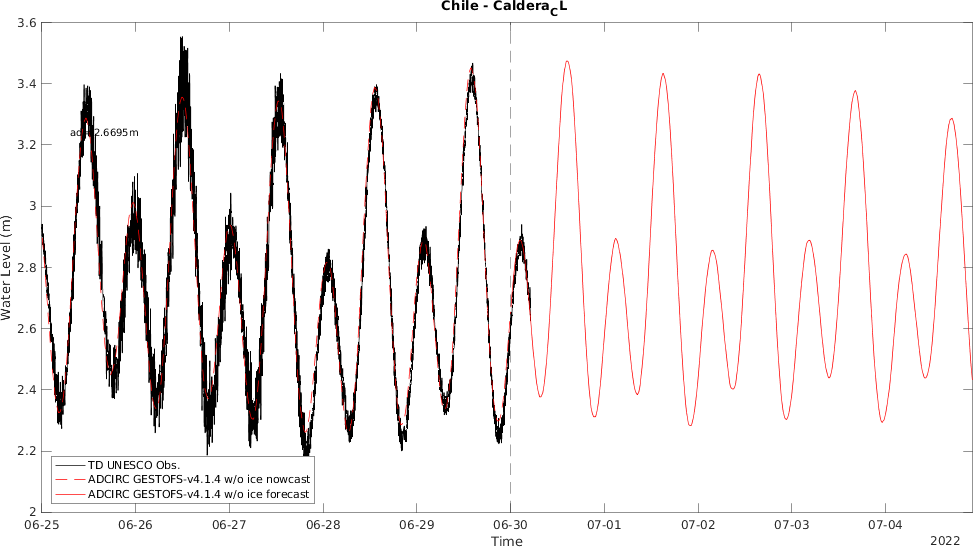 Chile - CalderaCL
3.6
3.4
3.2
3
2.8
2.6
2.4
2.2
2
Water Level (m)
adj=2.6695m
TD UNESCO Obs.
ADCIRC GESTOFS-v4.1.4 w/o ice nowcast
ADCIRC GESTOFS-v4.1.4 w/o ice forecast
06-25 06-26 06-27 06-28 06-29 06-30 07-01 07-02 07-03 07-04
Time
2022